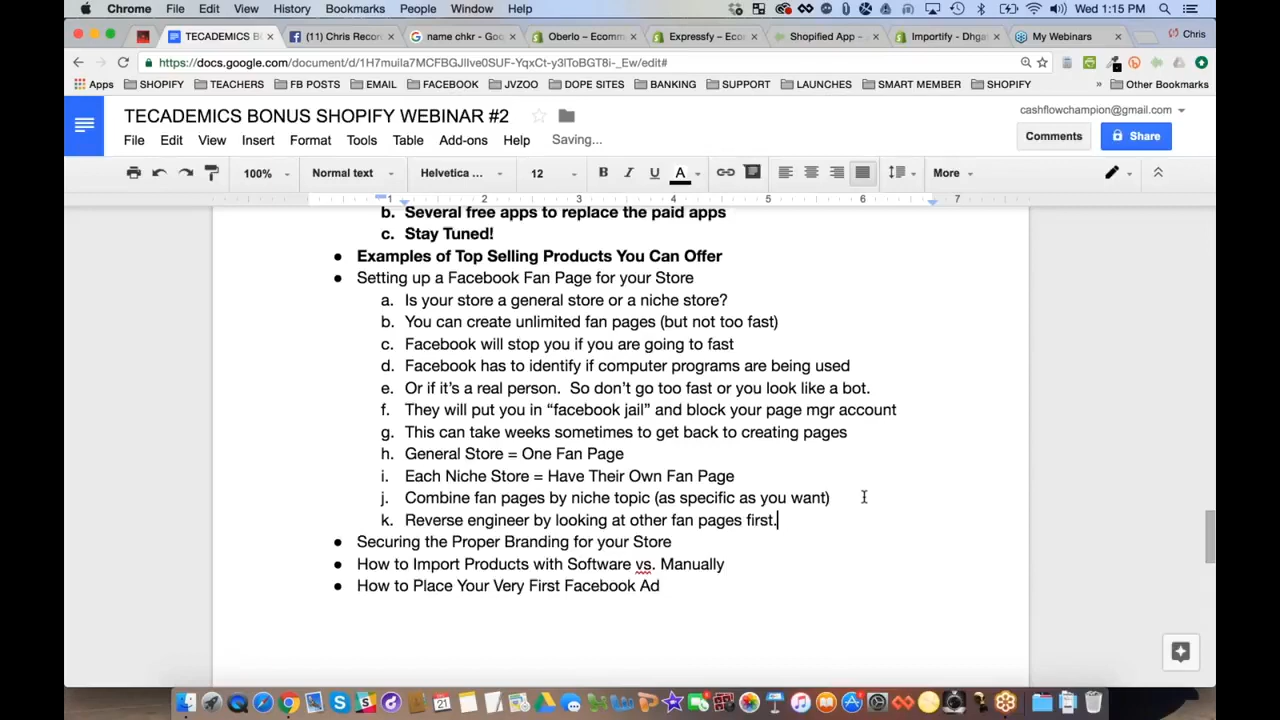 Chrome File Edit View History Bookmarks People Window Help Wed 1:15 PM
TECADEMICS B (11) Chris Recor name chkr - Goo Oberlo – Ecomm Expressfy – Eco Shopified App – Importify - Dhga My Webinars Chris
https://docs.google.com/document/d/
Apps SHOPIFY TEACHERS FB POSTS EMAIL FACEBOOK JVZOO DOPE SITES BANKING SUPPORT LAUNCHES SMART MEMBER SHOPIFY » Other Bookmarks
TECADEMICS BONUS SHOPIFY WEBINAR #2
cashflowchampion@gmail.com
File Edit View Insert Format Tools Table Add-ons Help Saving...
Comments Share
100% Normal text Helvetica ... 12 B I U A More
1 2 3 4 5 6 7
b. Several free apps to replace the paid apps
c. Stay Tuned!
● Examples of Top Selling Products You Can Offer
● Setting up a Facebook Fan Page for your Store
a. Is your store a general store or a niche store?
b. You can create unlimited fan pages (but not too fast)
c. Facebook will stop you if you are going to fast
d. Facebook has to identify if computer programs are being used
e. Or if it’s a real person. So don’t go too fast or you look like a bot.
f. They will put you in “facebook jail” and block your page mgr account
g. This can take weeks sometimes to get back to creating pages
h. General Store = One Fan Page
i. Each Niche Store = Have Their Own Fan Page
j. Combine fan pages by niche topic (as specific as you want)
k. Reverse engineer by looking at other fan pages first.
● Securing the Proper Branding for your Store
● How to Import Products with Software vs. Manually
● How to Place Your Very First Facebook Ad
21